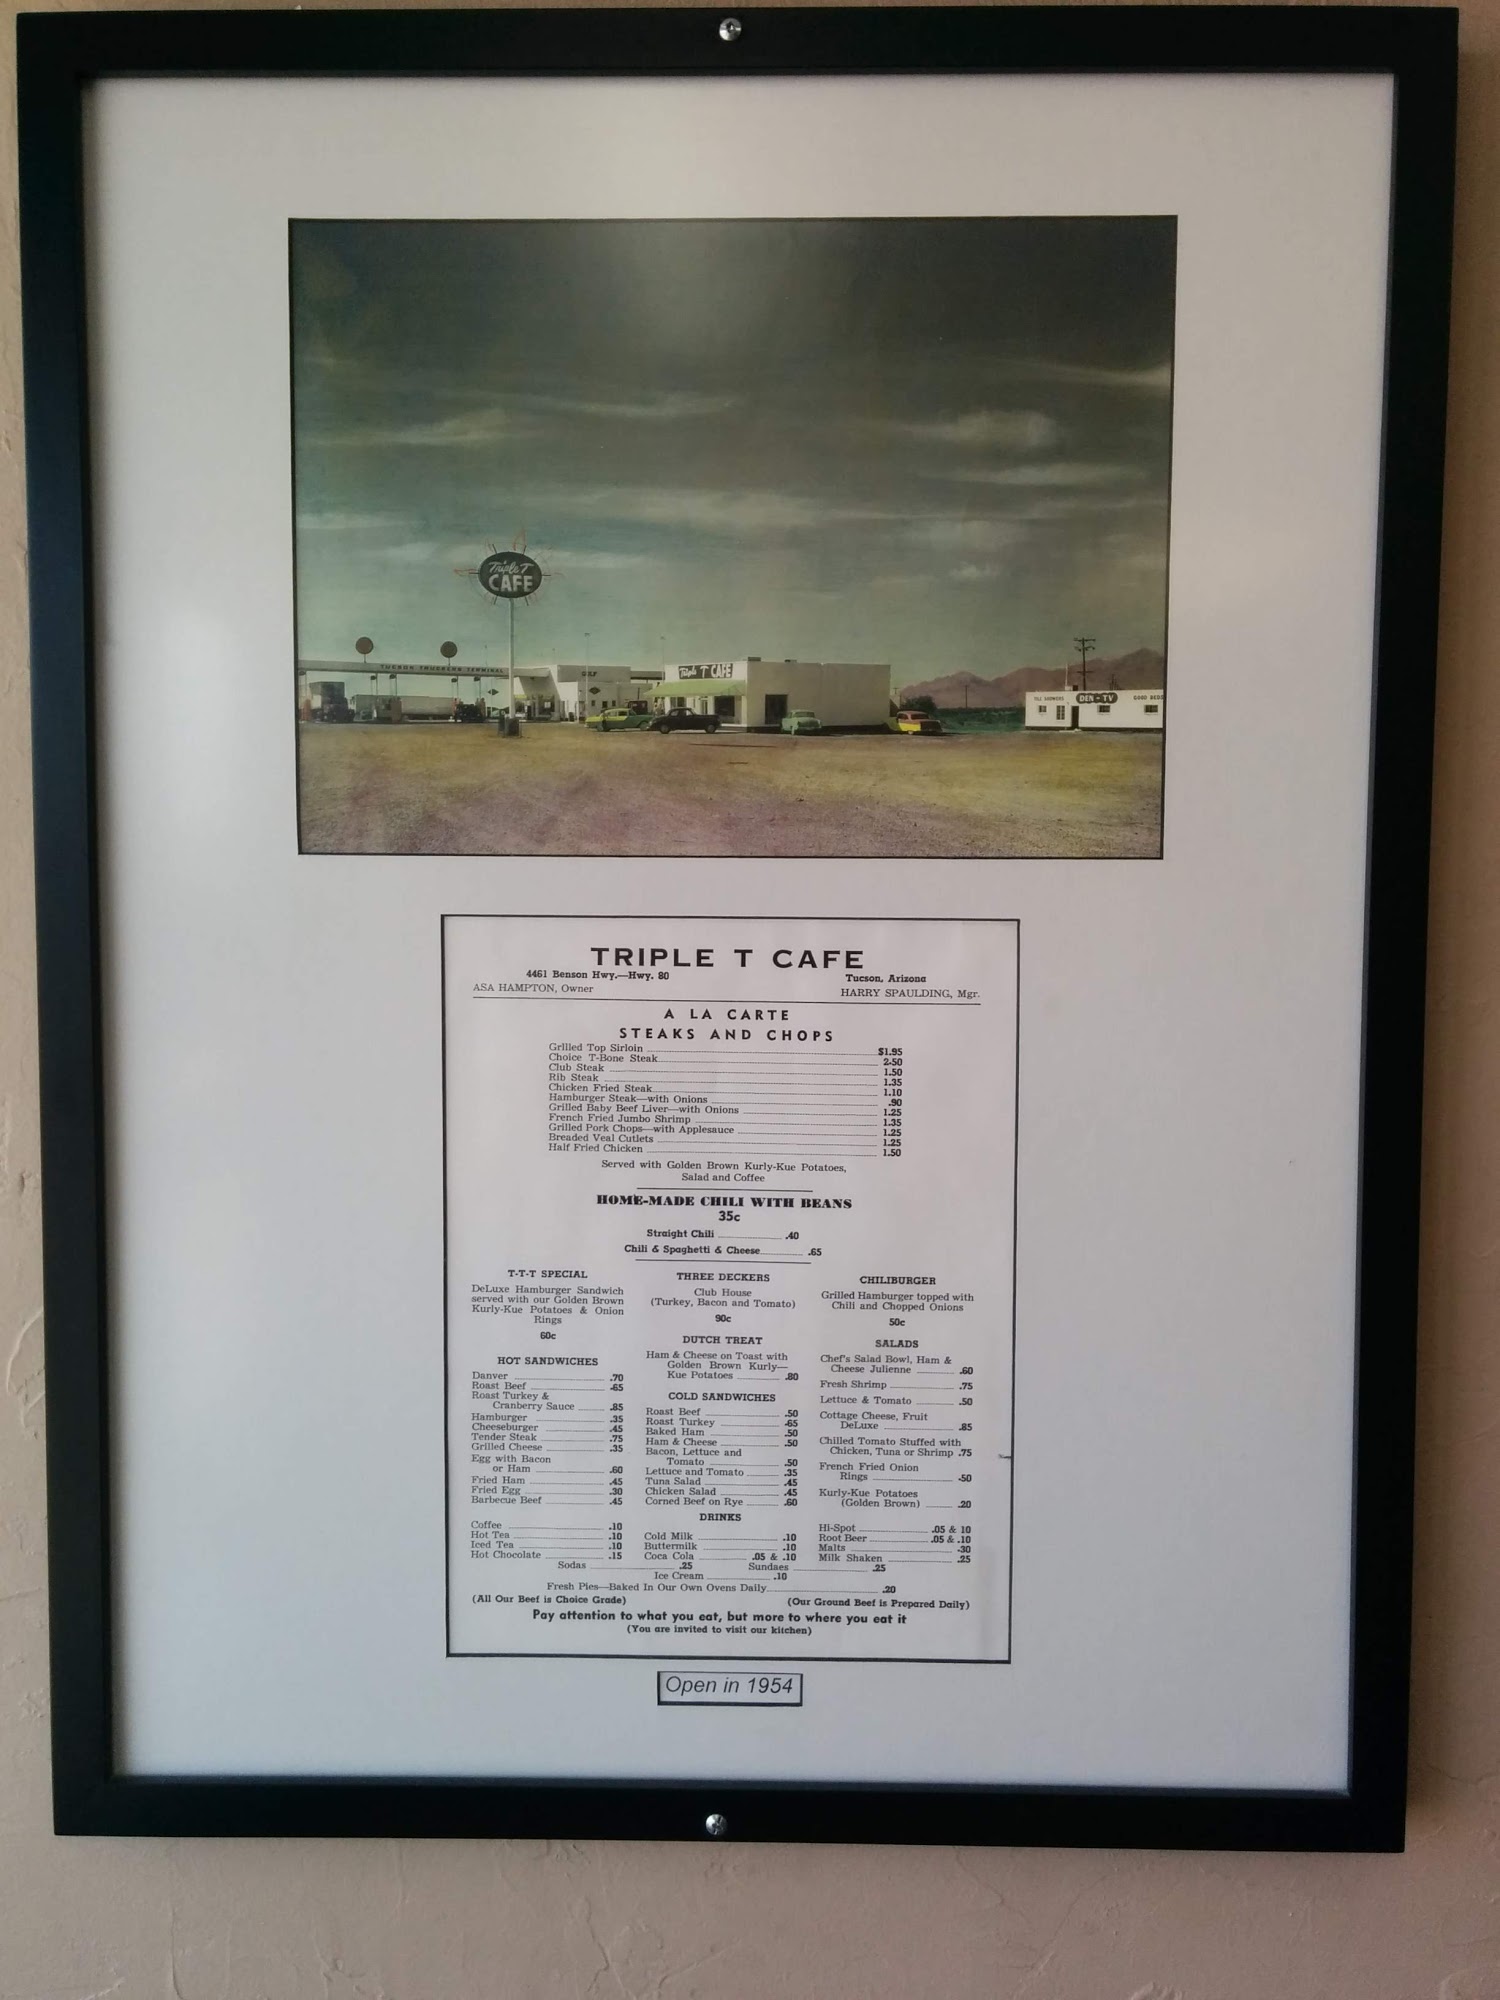 Triple T
CAFE
TUCSON TRUCKERS TERMINAL
Triple T CAFE
DEN-TV
GOOD BEDS
TRIPLE T CAFE
4461 Benson Hwy.—Hwy. 80 Tucson, Arizona
ASA HAMPTON, Owner HARRY SPAULDING, Mgr.
A LA CARTE
STEAKS AND CHOPS
Grilled Top Sirloin $1.95
Choice T-Bone Steak 2.50
Club Steak 1.50
Rib Steak 1.35
Chicken Fried Steak 1.10
Hamburger Steak—with Onions .90
Grilled Baby Beef Liver—with Onions 1.25
French Fried Jumbo Shrimp 1.35
Grilled Pork Chops—with Applesauce 1.25
Breaded Veal Cutlets 1.25
Half Fried Chicken 1.50
Served with Golden Brown Kurly-Kue Potatoes,
Salad and Coffee
HOME-MADE CHILI WITH BEANS
35c
Straight Chili .40
Chili & Spaghetti & Cheese .65
T-T-T SPECIAL
DeLuxe Hamburger Sandwich
served with our Golden Brown
Kurly-Kue Potatoes & Onion
Rings
60c
HOT SANDWICHES
Danver .70
Roast Beef .65
Roast Turkey &
Cranberry Sauce .85
Hamburger .35
Cheeseburger .45
Tender Steak .75
Grilled Cheese .35
Egg with Bacon
or Ham .60
Fried Ham .45
Fried Egg .30
Barbecue Beef .45
THREE DECKERS
Club House
(Turkey, Bacon and Tomato)
90c
DUTCH TREAT
Ham & Cheese on Toast with
Golden Brown Kurly—
Kue Potatoes .80
COLD SANDWICHES
Roast Beef .50
Roast Turkey .65
Baked Ham .50
Ham & Cheese .50
Bacon, Lettuce and
Tomato .50
Lettuce and Tomato .35
Tuna Salad .45
Chicken Salad .45
Corned Beef on Rye .60
CHILIBURGER
Grilled Hamburger topped with
Chili and Chopped Onions
50c
SALADS
Chef's Salad Bowl, Ham &
Cheese Julienne .60
Fresh Shrimp .75
Lettuce & Tomato .50
Cottage Cheese, Fruit
DeLuxe .85
Chilled Tomato Stuffed with
Chicken, Tuna or Shrimp .75
French Fried Onion
Rings .50
Kurly-Kue Potatoes
(Golden Brown) .20
DRINKS
Coffee .10
Hot Tea .10
Iced Tea .10
Hot Chocolate .15
Cold Milk .10
Buttermilk .10
Coca Cola .05 & .10
Hi-Spot .05 & 10
Root Beer .05 & .10
Malts .30
Milk Shaken .25
Sodas .25 Sundaes .25
Ice Cream .10
Fresh Pies—Baked In Our Own Ovens Daily .20
(All Our Beef is Choice Grade) (Our Ground Beef is Prepared Daily)
Pay attention to what you eat, but more to where you eat it
(You are invited to visit our kitchen)
Open in 1954